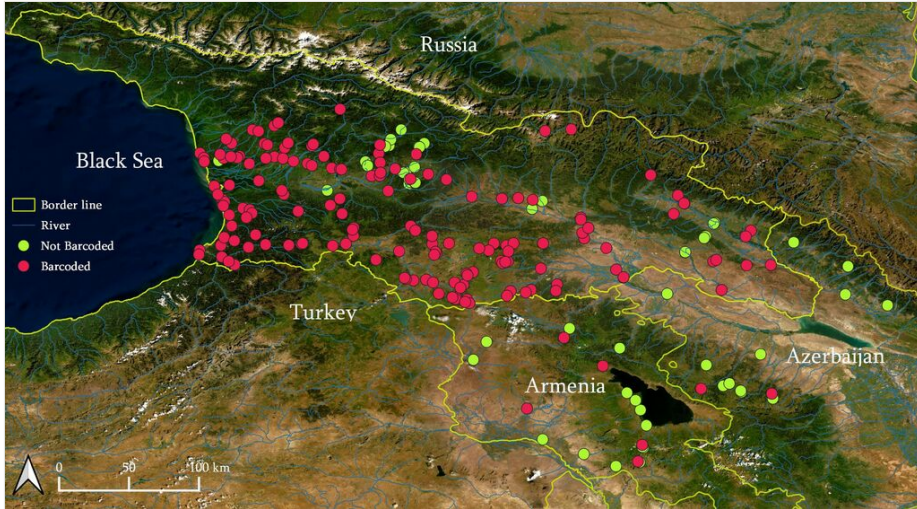 Russia
Black Sea
Border line
River
Not Barcoded
Barcoded
Turkey
Azerbaijan
Armenia
0 50 100 km